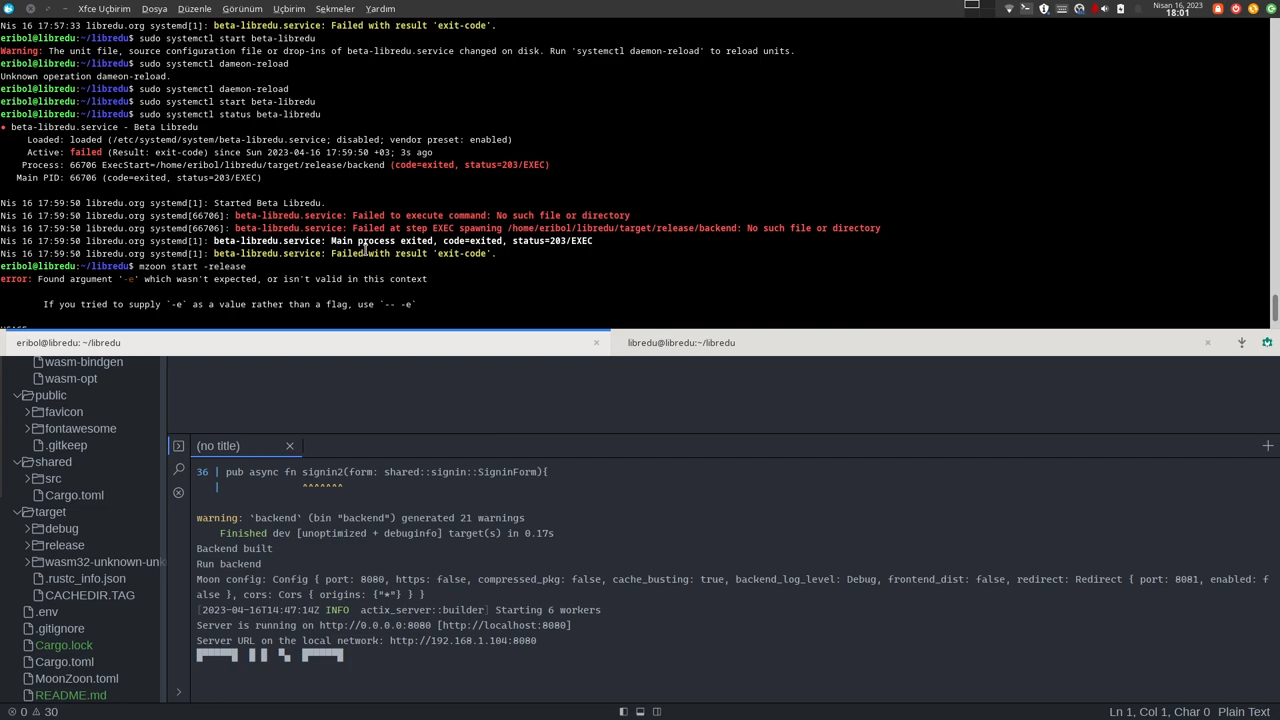 Xfce Uçbirim Dosya Düzenle Görünüm Uçbirim Sekmeler Yardım
Nisan 16, 2023
18:01
Nis 16 17:57:33 libredu.org systemd[1]: beta-libredu.service: Failed with result 'exit-code'.
eribol@libredu:~/libredu$ sudo systemctl start beta-libredu
Warning: The unit file, source configuration file or drop-ins of beta-libredu.service changed on disk. Run 'systemctl daemon-reload' to reload units.
eribol@libredu:~/libredu$ sudo systemctl dameon-reload
Unknown operation dameon-reload.
eribol@libredu:~/libredu$ sudo systemctl daemon-reload
eribol@libredu:~/libredu$ sudo systemctl start beta-libredu
eribol@libredu:~/libredu$ sudo systemctl status beta-libredu
● beta-libredu.service - Beta Libredu
Loaded: loaded (/etc/systemd/system/beta-libredu.service; disabled; vendor preset: enabled)
Active: failed (Result: exit-code) since Sun 2023-04-16 17:59:50 +03; 3s ago
Process: 66706 ExecStart=/home/eribol/libredu/target/release/backend (code=exited, status=203/EXEC)
Main PID: 66706 (code=exited, status=203/EXEC)
Nis 16 17:59:50 libredu.org systemd[1]: Started Beta Libredu.
Nis 16 17:59:50 libredu.org systemd[66706]: beta-libredu.service: Failed to execute command: No such file or directory
Nis 16 17:59:50 libredu.org systemd[66706]: beta-libredu.service: Failed at step EXEC spawning /home/eribol/libredu/target/release/backend: No such file or directory
Nis 16 17:59:50 libredu.org systemd[1]: beta-libredu.service: Main process exited, code=exited, status=203/EXEC
Nis 16 17:59:50 libredu.org systemd[1]: beta-libredu.service: Failed with result 'exit-code'.
eribol@libredu:~/libredu$ mzoon start -release
error: Found argument '-e' which wasn't expected, or isn't valid in this context
If you tried to supply `-e` as a value rather than a flag, use `-- -e`
eribol@libredu: ~/libredu
libredu@libredu:~/libredu
wasm-bindgen
wasm-opt
public
favicon
fontawesome
.gitkeep
shared
src
Cargo.toml
target
debug
release
wasm32-unknown-unk
.rustc_info.json
CACHEDIR.TAG
.env
.gitignore
Cargo.lock
Cargo.toml
MoonZoon.toml
README.md
(no title)
36 | pub async fn signin2(form: shared::signin::SigninForm){
| ^^^^^^^
warning: `backend` (bin "backend") generated 21 warnings
Finished dev [unoptimized + debuginfo] target(s) in 0.17s
Backend built
Run backend
Moon config: Config { port: 8080, https: false, compressed_pkg: false, cache_busting: true, backend_log_level: Debug, frontend_dist: false, redirect: Redirect { port: 8081, enabled: f
alse }, cors: Cors { origins: {"*"} } }
[2023-04-16T14:47:14Z INFO actix_server::builder] Starting 6 workers
Server is running on http://0.0.0.0:8080 [http://localhost:8080]
Server URL on the local network: http://192.168.1.104:8080
0 30
Ln 1, Col 1, Char 0 Plain Text